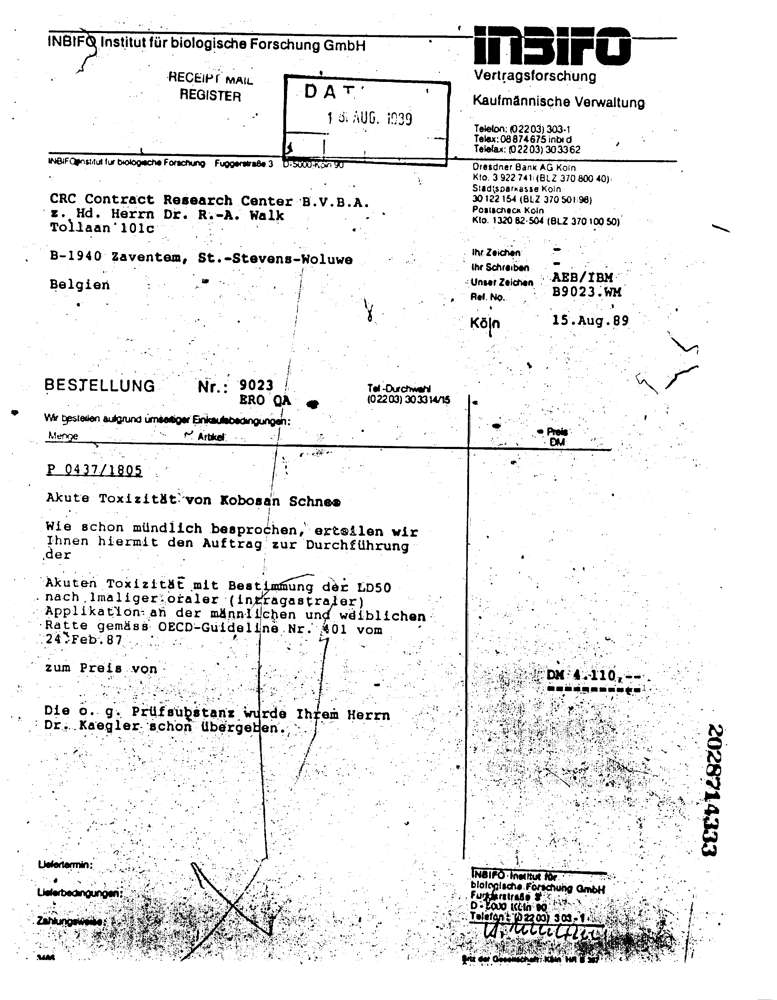 INBIFO Institut für biologische Forschung GmbH
INBIFO
RECEIPT MAIL
REGISTER
DAT
AUG. 1989
Vertragsforschung
Kaufmännische Verwaltung
Telefon: (02203) 303-1
Telex: 08874675 inbi d
Telefax: (02203) 303362
INBIFO Institut für biologische Forschung Fuggerstraße 3 D-5000 Köln 90
Dresdner Bank AG Köln
Kto. 3 922 741 (BLZ 370 800 40)
Stadtsparkasse Köln
30 122 154 (BLZ 370 501 98)
Postscheck Köln
Kto. 1320 82-504 (BLZ 370 100 50)
CRC Contract Research Center B.V.B.A.
z. Hd. Herrn Dr. R.-A. Walk
Tollaan 101c
B-1940 Zaventem, St.-Stevens-Woluwe
Belgien
Ihr Zeichen -
Ihr Schreiben -
Unser Zeichen AEB/IBM
Ref. No. B9023.WM
Köln 15.Aug.89
BESTELLUNG Nr.: 9023
ERO QA
Tel-Durchwahl
(02203) 303314/15
Wir bestellen aufgrund umseitiger Einkaufsbedingungen:
Menge Artikel Preis
DM
P 0437/1805
Akute Toxizität von Kobosan Schnee
Wie schon mündlich besprochen, erteilen wir
Ihnen hiermit den Auftrag zur Durchführung
der
Akuten Toxizität mit Bestimmung der LD50
nach 1maliger oraler (intragastraler)
Applikation an der männlichen und weiblichen
Ratte gemäss OECD-Guideline Nr. 401 vom
24.Feb.87
zum Preis von DM 4.110,--
Die o. g. Prüfsubstanz wurde Ihrem Herrn
Dr. Kaegler schon übergeben.
2028714333
Liefertermin:
Lieferbedingungen:
Zahlungsweise:
INBIFO Institut für
biologische Forschung GmbH
Fuggerstraße 3
D-5000 Köln 90
Telefon: (02203) 303-1
Sitz der Gesellschaft: Köln HR B 367